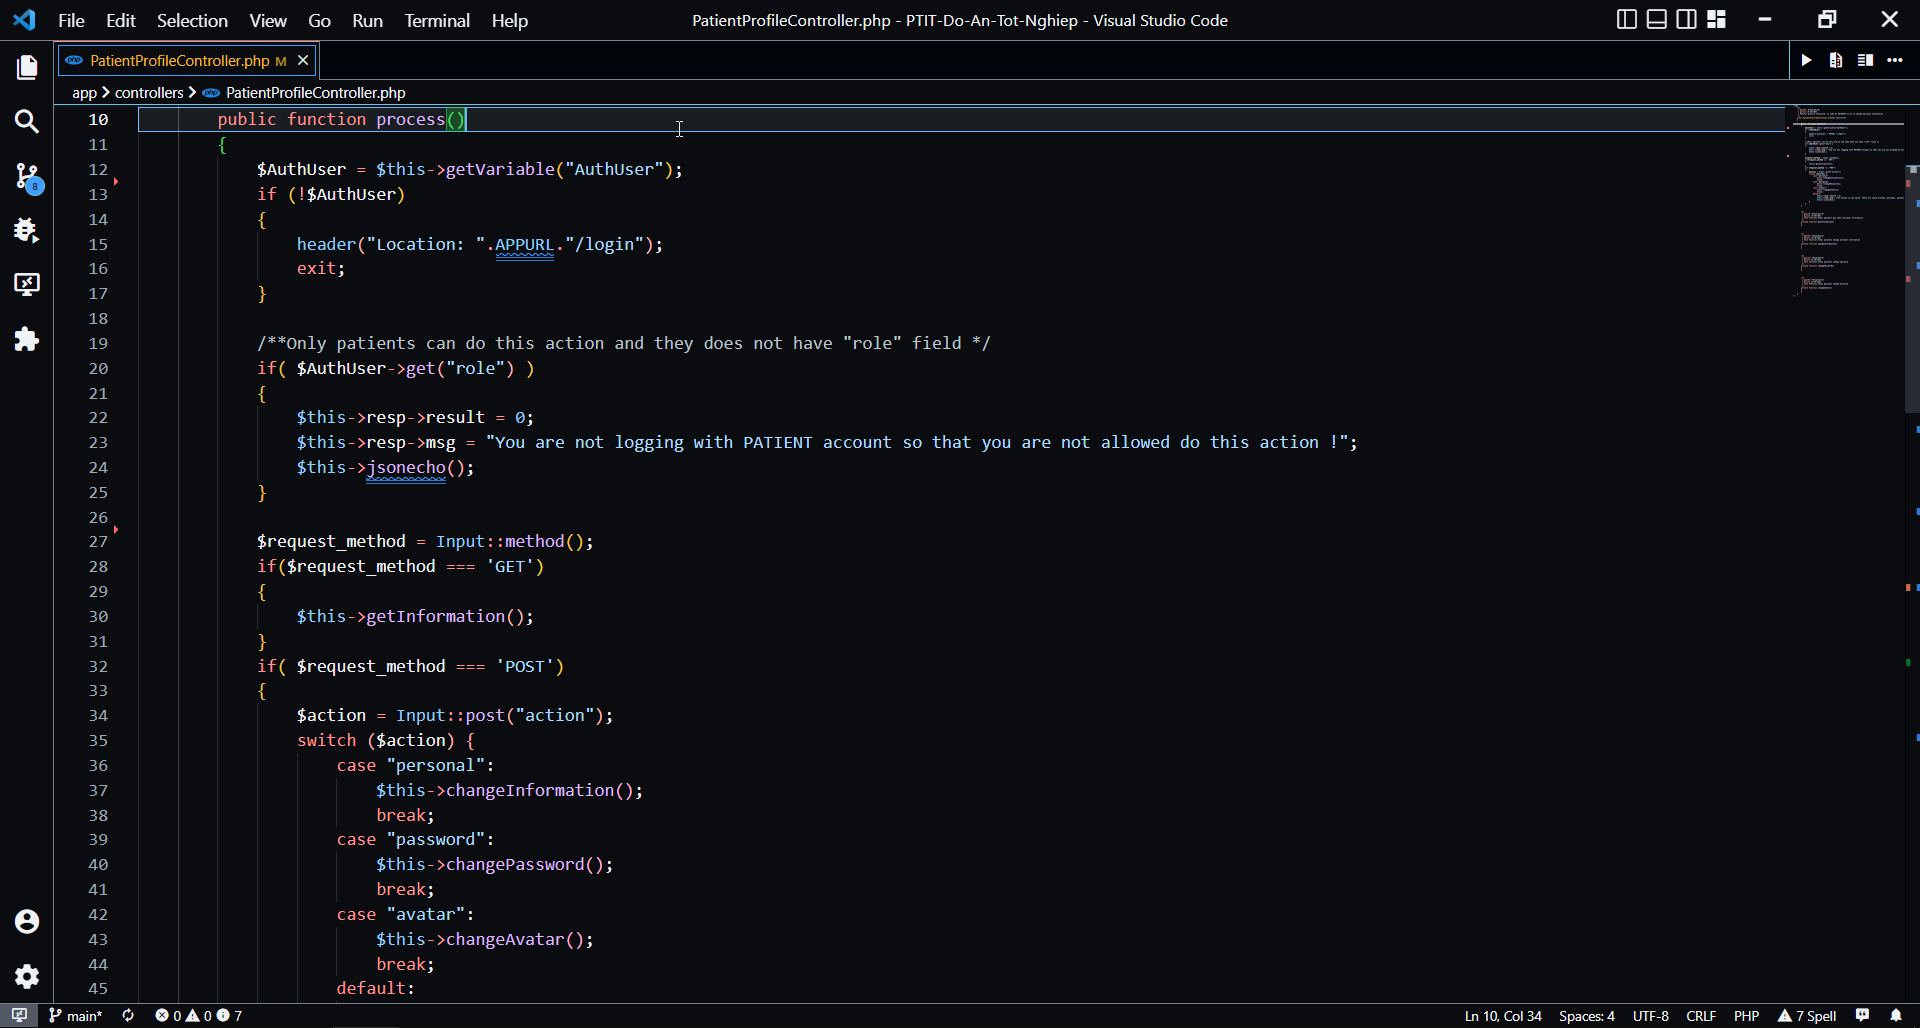 File Edit Selection View Go Run Terminal Help
PatientProfileController.php - PTIT-Do-An-Tot-Nghiep - Visual Studio Code
php PatientProfileController.php M
app > controllers > php PatientProfileController.php
10 public function process()
11 {
12 $AuthUser = $this->getVariable("AuthUser");
13 if (!$AuthUser)
14 {
15 header("Location: ".APPURL."/login");
16 exit;
17 }
18
19 /**Only patients can do this action and they does not have "role" field */
20 if( $AuthUser->get("role") )
21 {
22 $this->resp->result = 0;
23 $this->resp->msg = "You are not logging with PATIENT account so that you are not allowed do this action !";
24 $this->jsonecho();
25 }
26
27 $request_method = Input::method();
28 if($request_method === 'GET')
29 {
30 $this->getInformation();
31 }
32 if( $request_method === 'POST')
33 {
34 $action = Input::post("action");
35 switch ($action) {
36 case "personal":
37 $this->changeInformation();
38 break;
39 case "password":
40 $this->changePassword();
41 break;
42 case "avatar":
43 $this->changeAvatar();
44 break;
45 default:
8
main* 0 0 7
Ln 10, Col 34 Spaces: 4 UTF-8 CRLF PHP 7 Spell